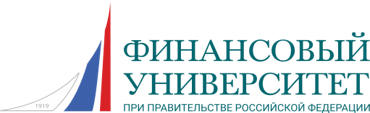 ФИНАНСОВЫЙ
УНИВЕРСИТЕТ
ПРИ ПРАВИТЕЛЬСТВЕ РОССИЙСКОЙ ФЕДЕРАЦИИ
1919